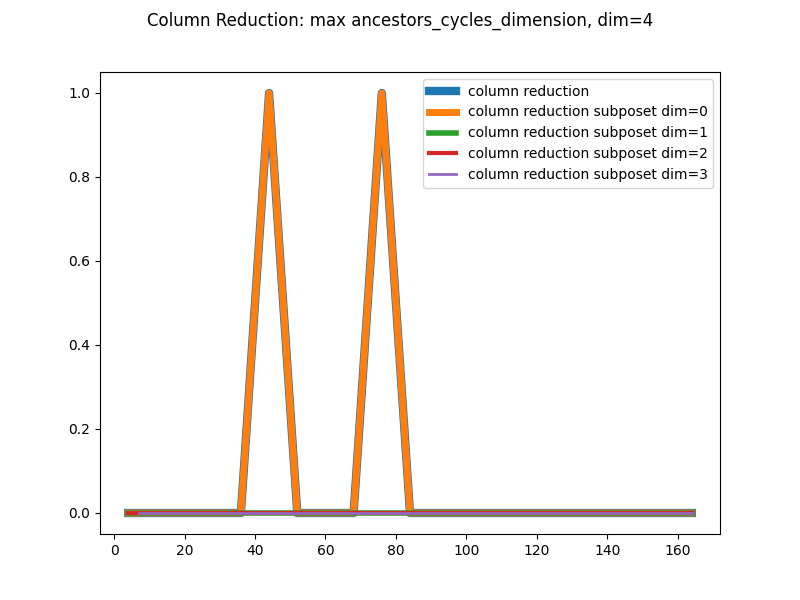 Column Reduction: max ancestors_cycles_dimension, dim=4
column reduction
column reduction subposet dim=0
column reduction subposet dim=1
column reduction subposet dim=2
column reduction subposet dim=3
1.0
0.8
0.6
0.4
0.2
0.0
0 20 40 60 80 100 120 140 160